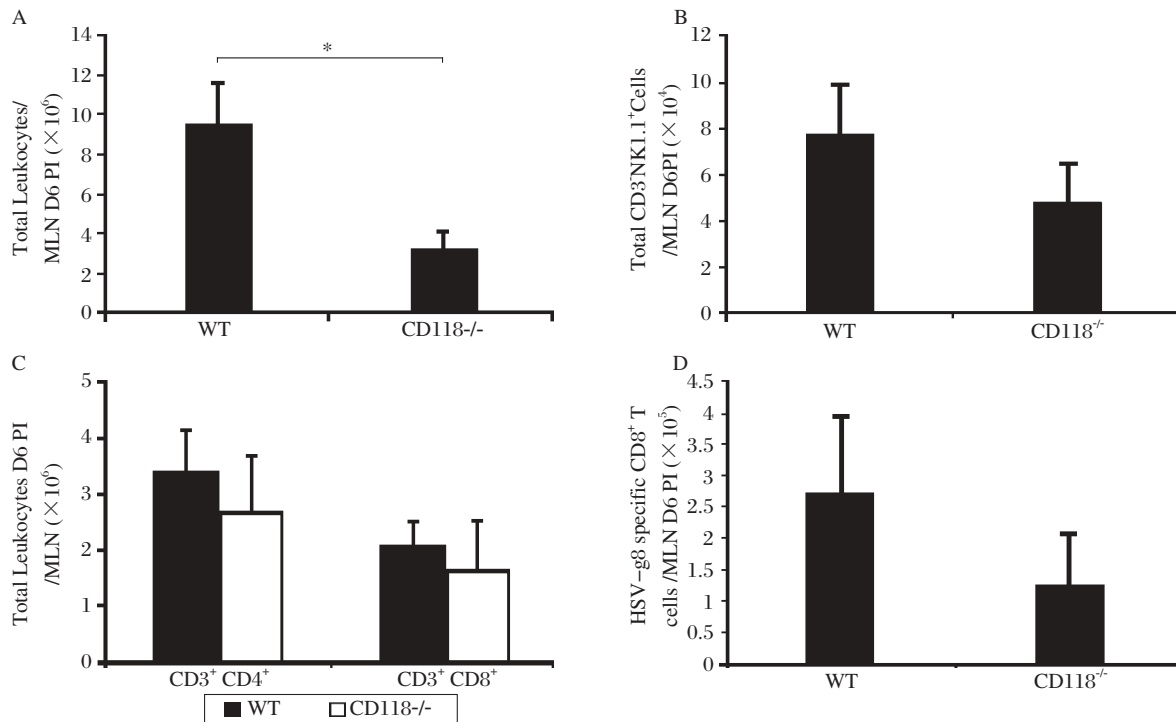 A
Total Leukocytes/
MLN D6 PI (×10⁶)
14
12
10
8
6
4
2
0
*
WT
CD118-/-
B
Total CD3⁻NK1.1⁺Cells
/MLN D6PI (×10⁴)
12
10
8
6
4
2
0
WT
CD118⁻/⁻
C
Total Leukocytes D6 PI
/MLN (×10⁶)
5
4
3
2
1
0
CD3⁺ CD4⁺
CD3⁺ CD8⁺
WT
CD118-/-
D
HSV-g8 specific CD8⁺ T
cells /MLN D6 PI (×10⁵)
4.5
4
3.5
3
2.5
2
1.5
1
0.5
0
WT
CD118⁻/⁻